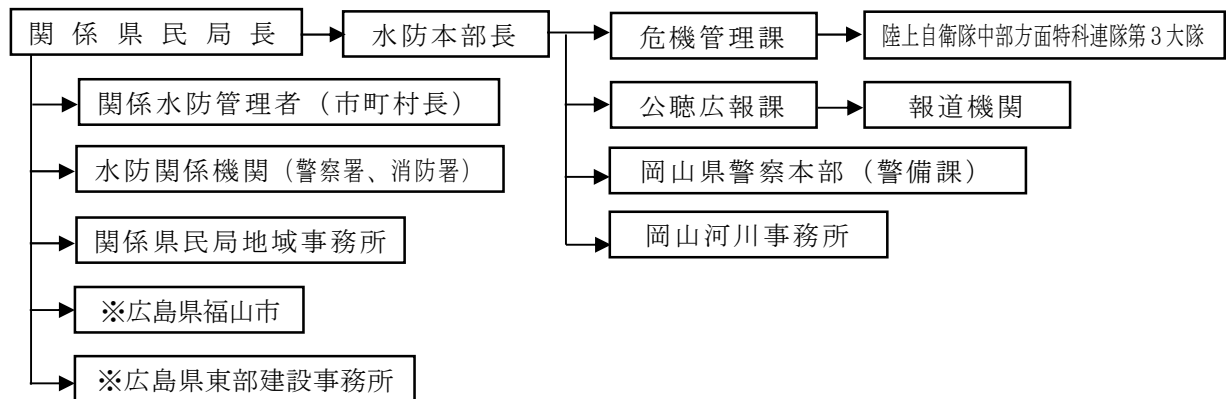 関係県民局長
水防本部長
危機管理課
陸上自衛隊中部方面特科連隊第３大隊
関係水防管理者（市町村長）
公聴広報課
報道機関
水防関係機関（警察署、消防署）
岡山県警察本部（警備課）
関係県民局地域事務所
岡山河川事務所
※広島県福山市
※広島県東部建設事務所